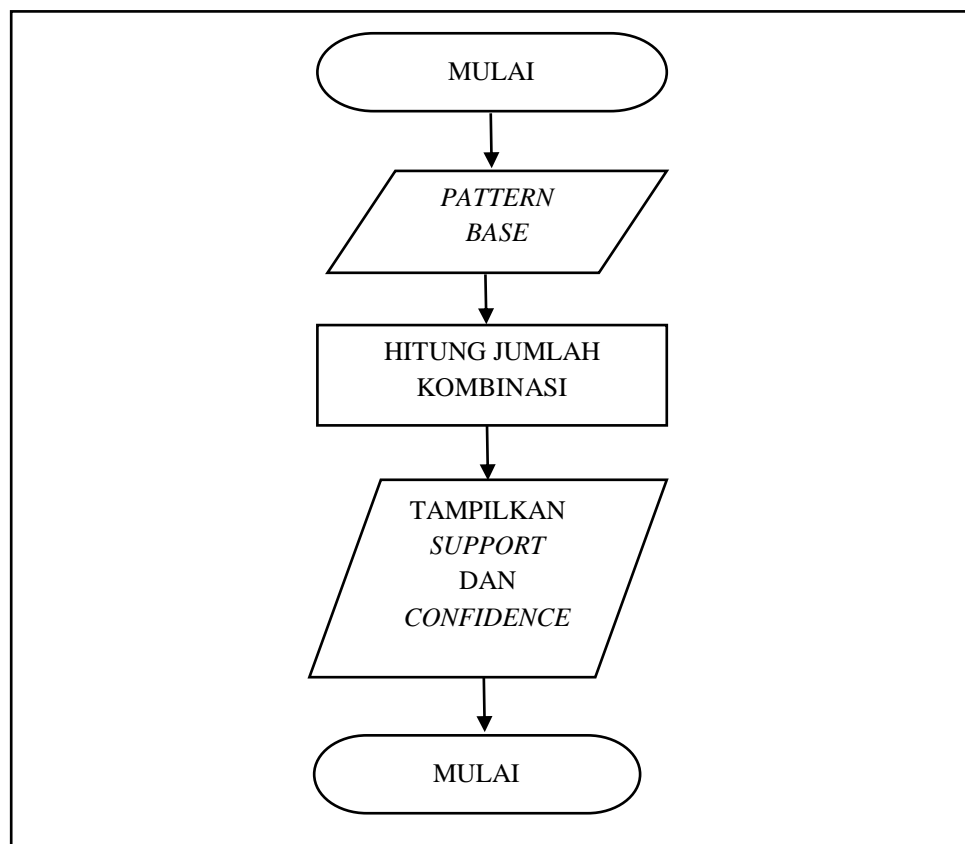 MULAI
PATTERN
BASE
HITUNG JUMLAH
KOMBINASI
TAMPILKAN
SUPPORT
DAN
CONFIDENCE
MULAI